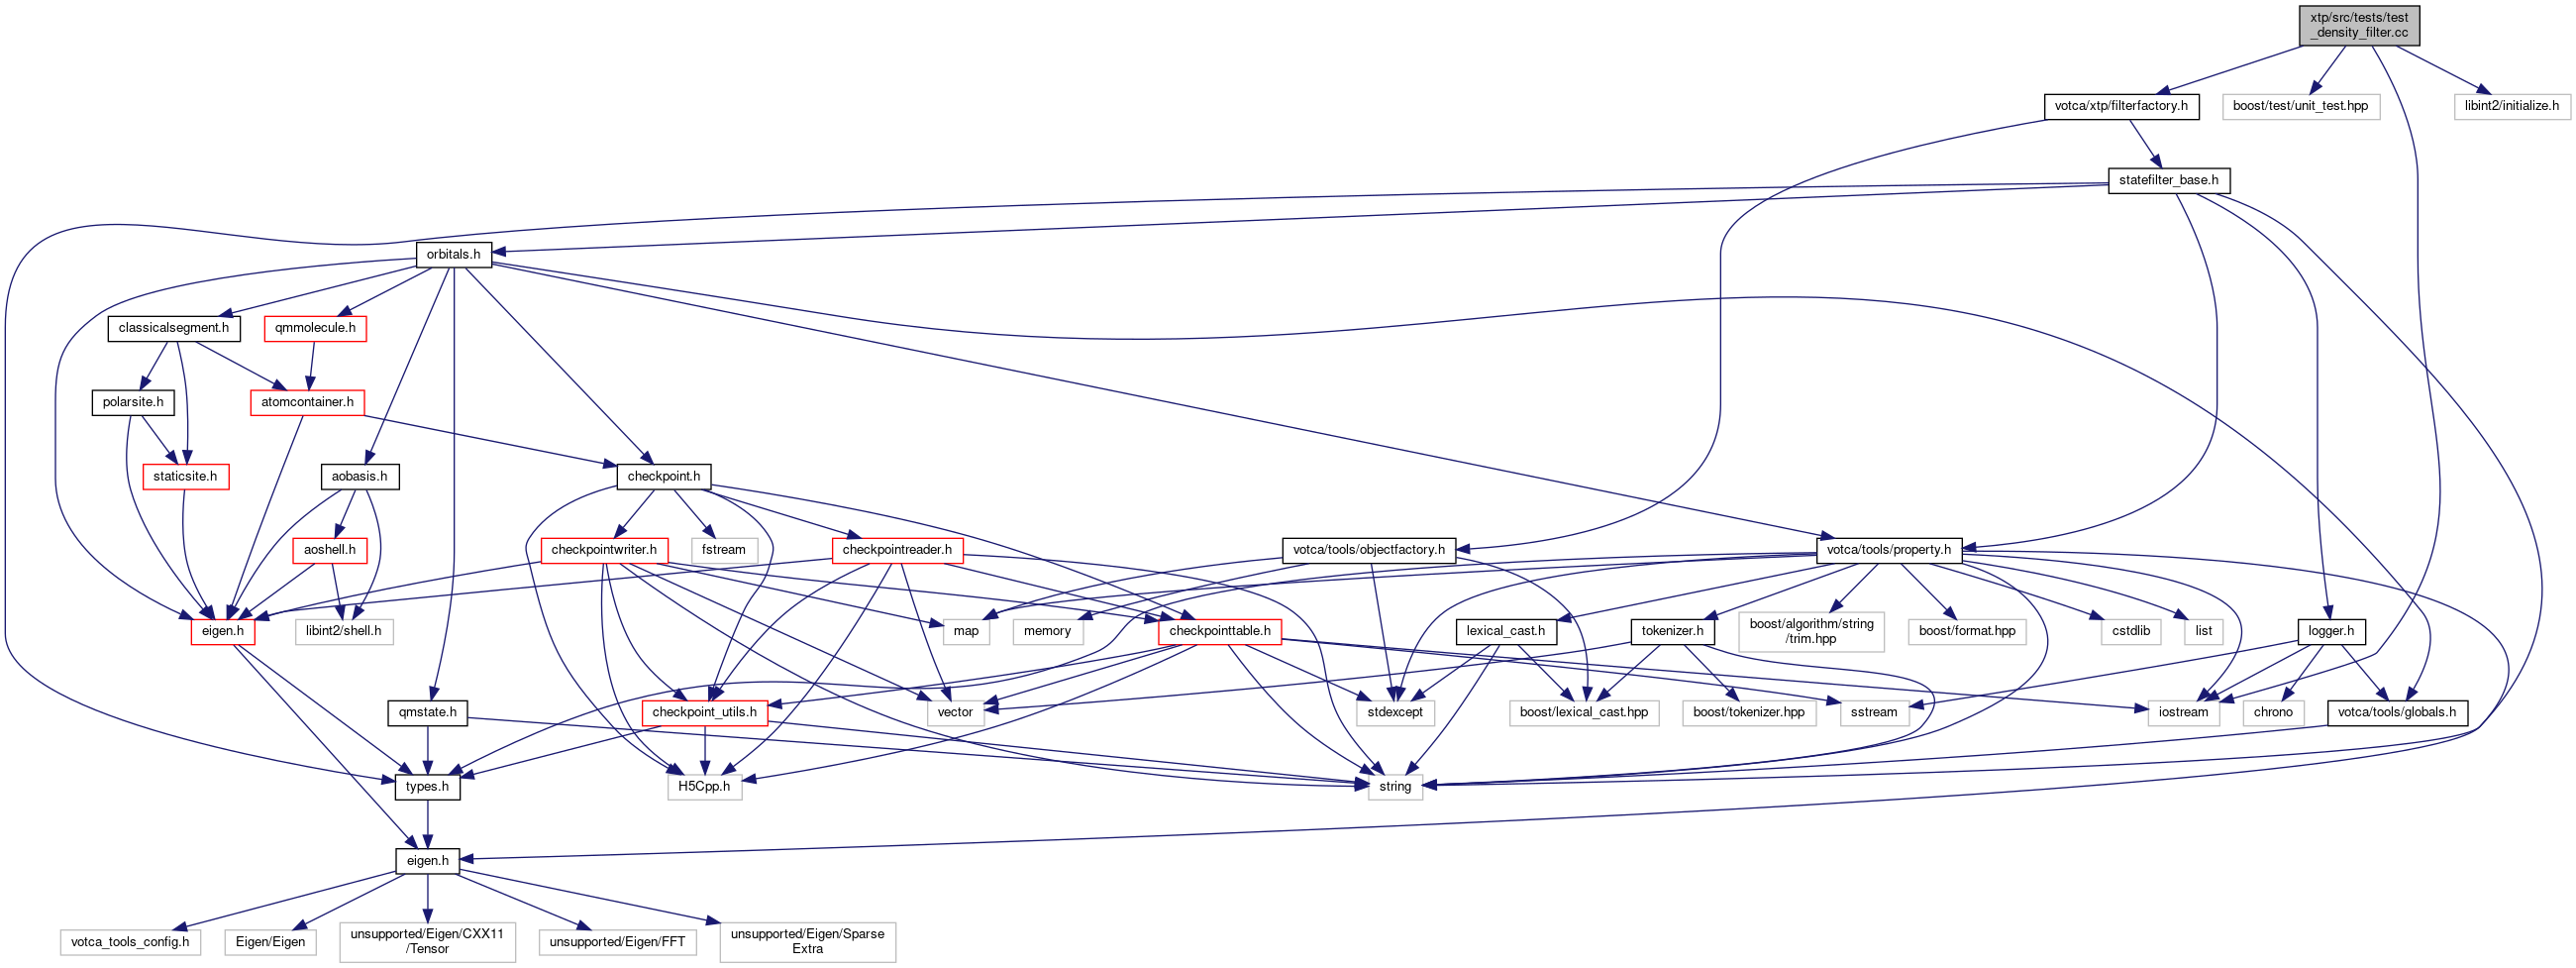 xtp/src/tests/test
_density_filter.cc
votca/xtp/filterfactory.h
boost/test/unit_test.hpp
libint2/initialize.h
statefilter_base.h
orbitals.h
classicalsegment.h
qmmolecule.h
polarsite.h
atomcontainer.h
staticsite.h
aobasis.h
checkpoint.h
aoshell.h
checkpointwriter.h
fstream
checkpointreader.h
votca/tools/objectfactory.h
votca/tools/property.h
eigen.h
libint2/shell.h
map
memory
checkpointtable.h
lexical_cast.h
tokenizer.h
boost/algorithm/string
/trim.hpp
boost/format.hpp
cstdlib
list
logger.h
qmstate.h
checkpoint_utils.h
vector
stdexcept
boost/lexical_cast.hpp
boost/tokenizer.hpp
sstream
iostream
chrono
votca/tools/globals.h
types.h
H5Cpp.h
string
eigen.h
votca_tools_config.h
Eigen/Eigen
unsupported/Eigen/CXX11
/Tensor
unsupported/Eigen/FFT
unsupported/Eigen/Sparse
Extra